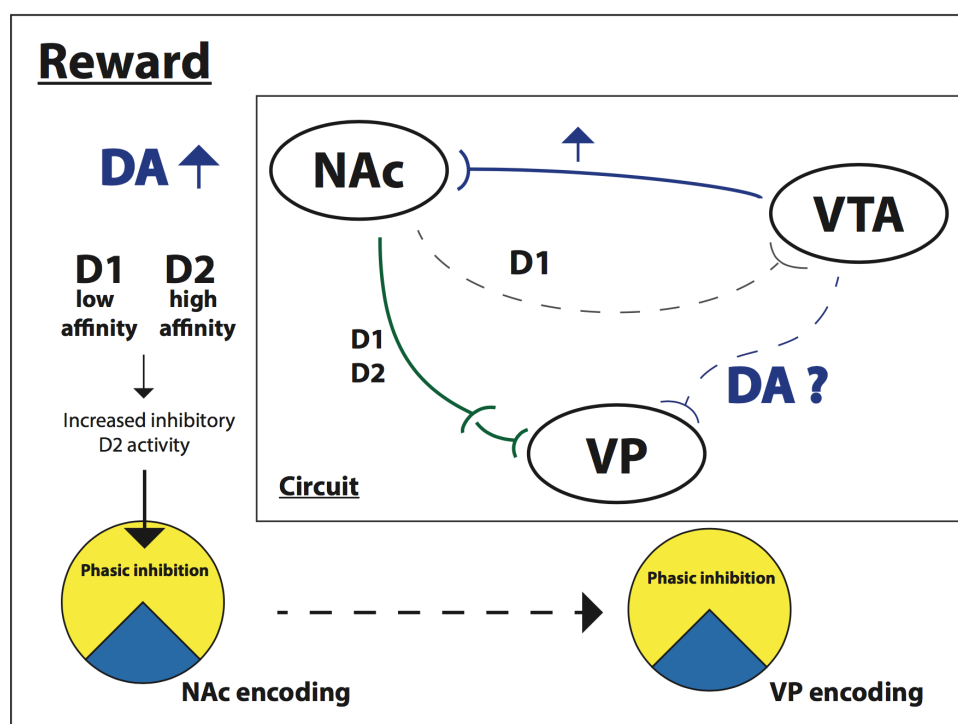 Reward
DA
D1
low
affinity
D2
high
affinity
Increased inhibitory
D2 activity
NAc
VTA
D1
D1
D2
DA ?
VP
Circuit
Phasic inhibition
NAc encoding
Phasic inhibition
VP encoding